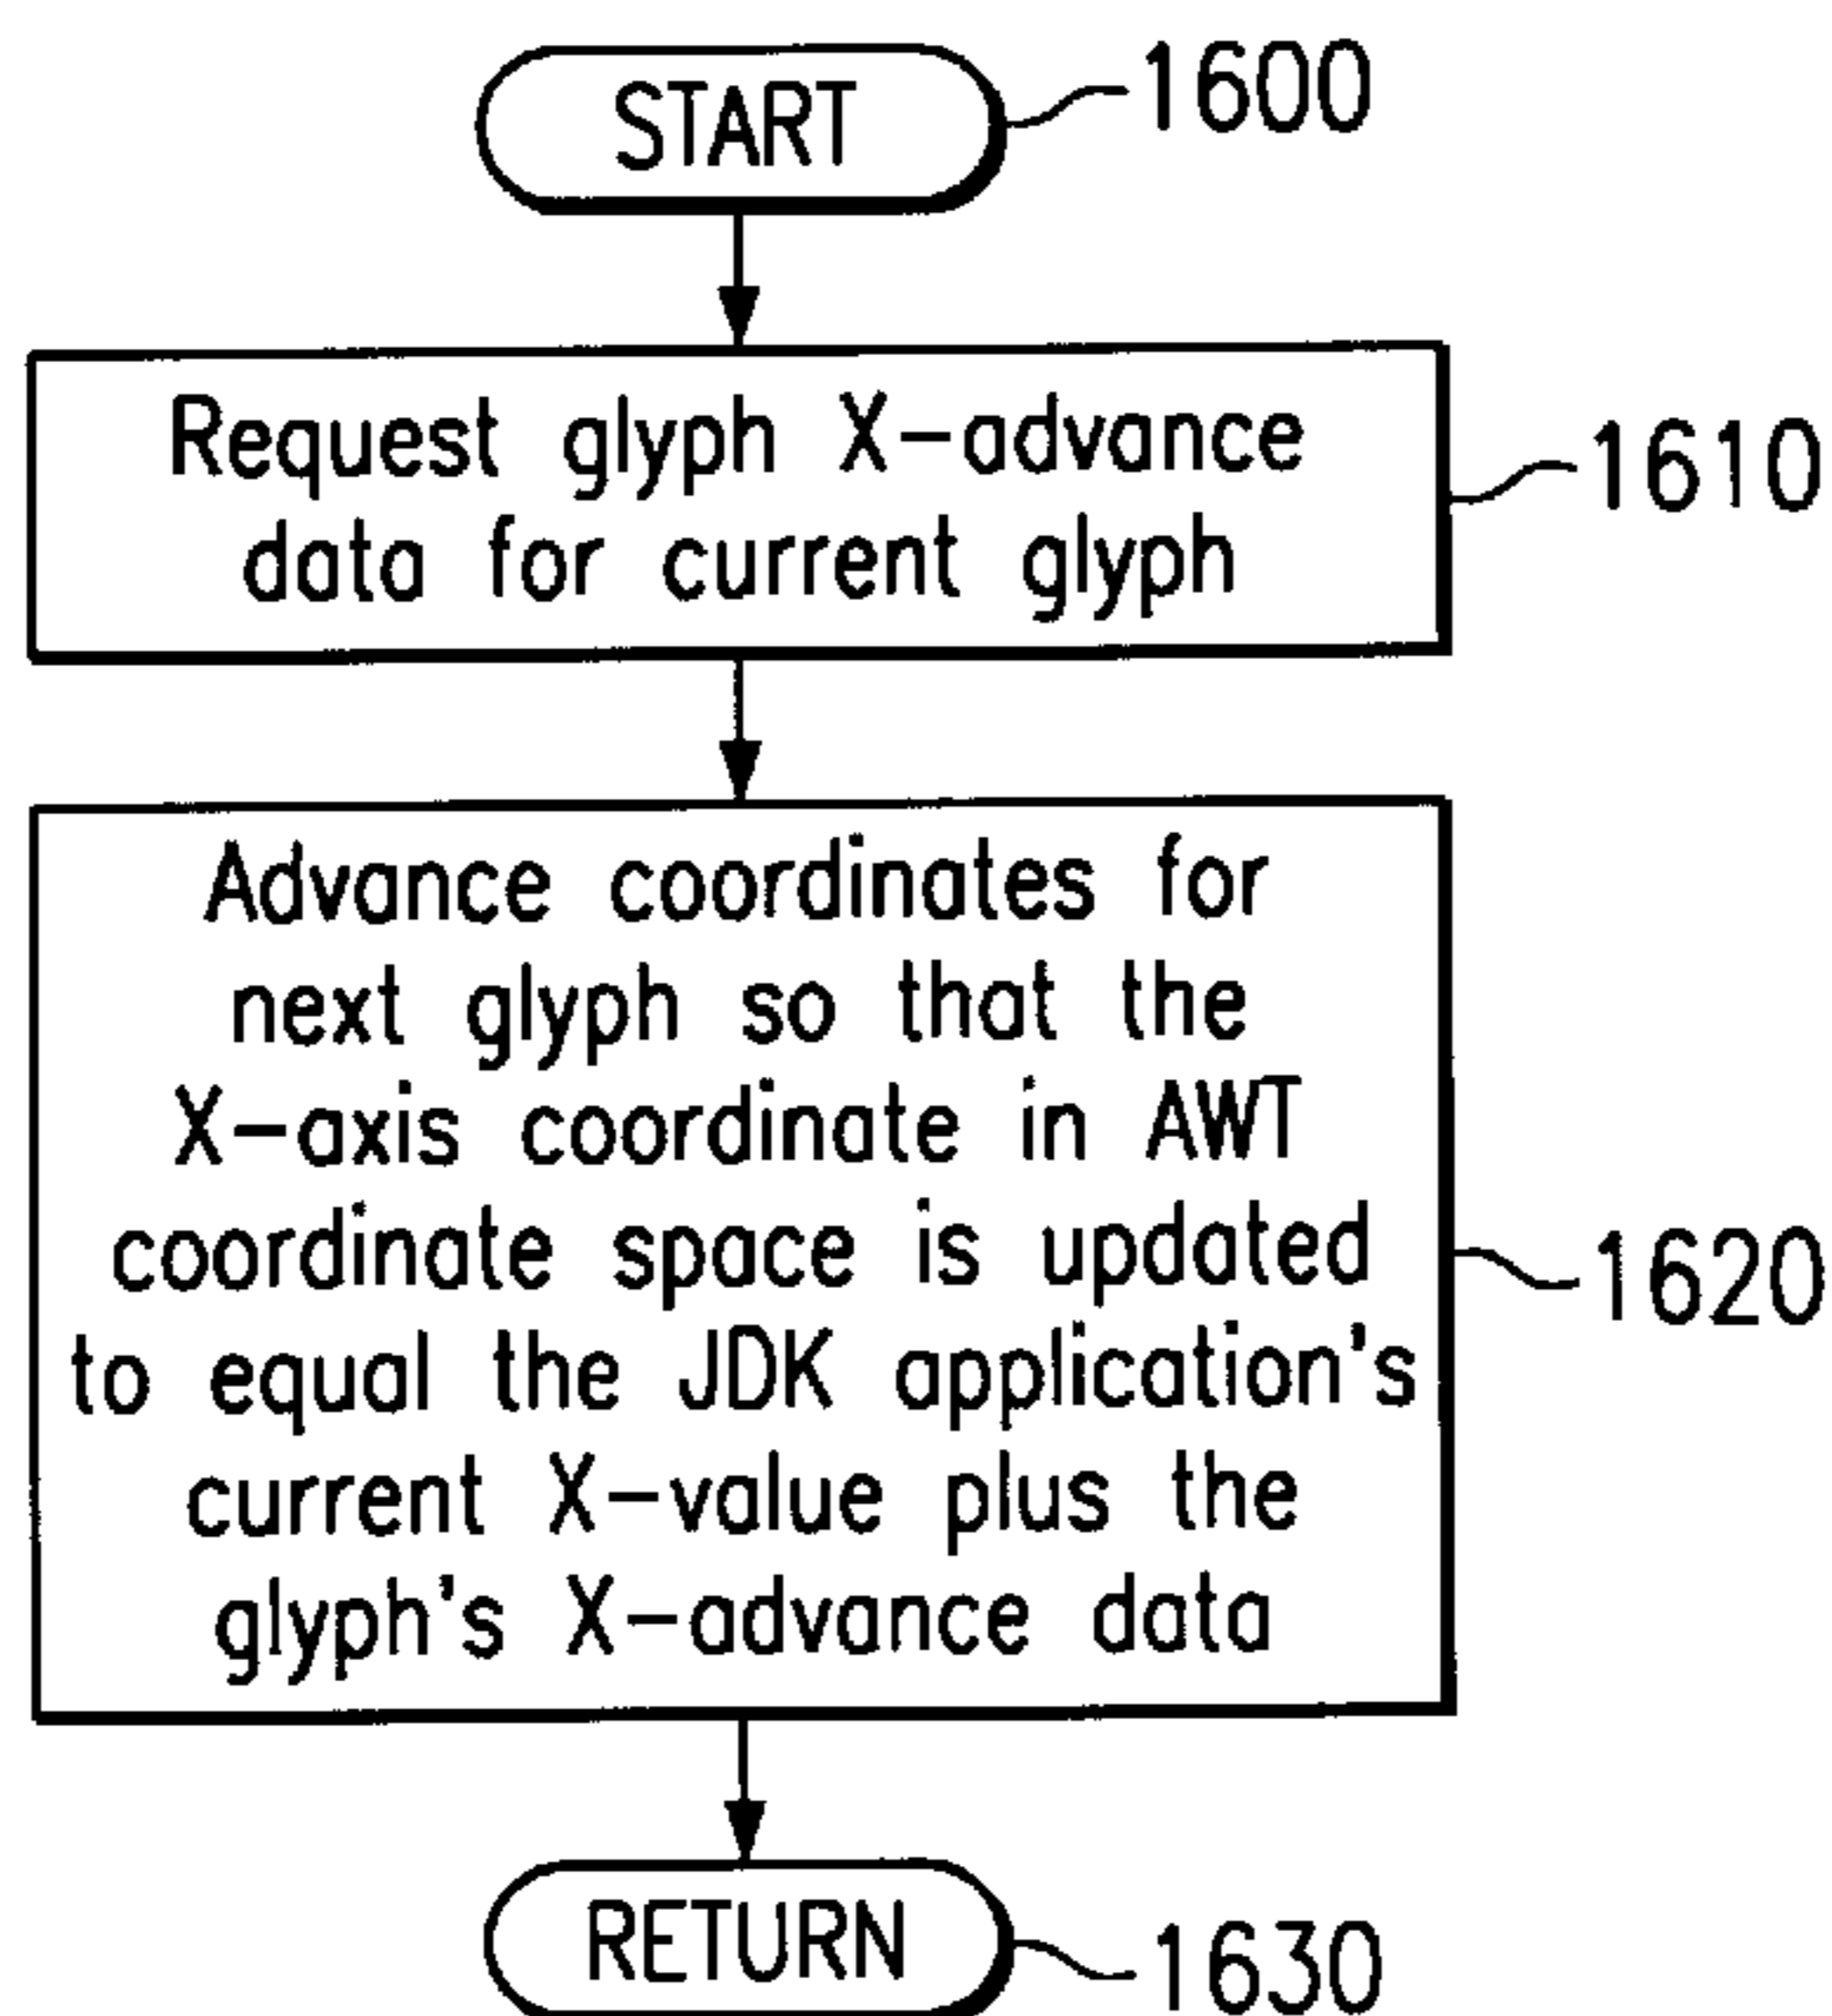 START
1600
Request glyph X-advance
data for current glyph
1610
Advance coordinates for
next glyph so that the
X-axis coordinate in AWT
coordinate space is updated
to equal the JDK application's
current X-value plus the
glyph's X-advance data
1620
RETURN
1630